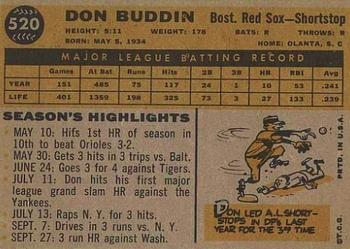 520
DON BUDDIN
Bost. Red Sox—Shortstop
HEIGHT: 5:11 WEIGHT: 178 BATS: R THROWS: R
BORN: MAY 5, 1934 HOME: OLANTA, S. C
MAJOR LEAGUE BATTING RECORD
Games At Bat Runs Hits 2B 3B HR RBI Avg.
YEAR 151 485 75 117 24 1 10 53 .241
LIFE 401 1359 198 325 1 30 133 .239
SEASON'S HIGHLIGHTS
MAY 10: Hits 1st HR of season in
10th to beat Orioles 3-2.
MAY 30: Gets 3 hits in 3 trips vs. Balt.
JUNE 24: Goes 3 for 4 against Tigers.
JULY 11: Don hits his first major
league grand slam HR against
the Yankees.
JULY 13: Raps N.Y. for 3 hits.
SEPT. 7: Drives in 3 runs vs. N.Y.
SEPT. 27: 3 run HR against Wash.
DON LED A.L. SHORT-
STOPS IN DP'S LAST
YEAR FOR THE 3RD TIME
©T.C.G. PRTD. IN U.S.A.